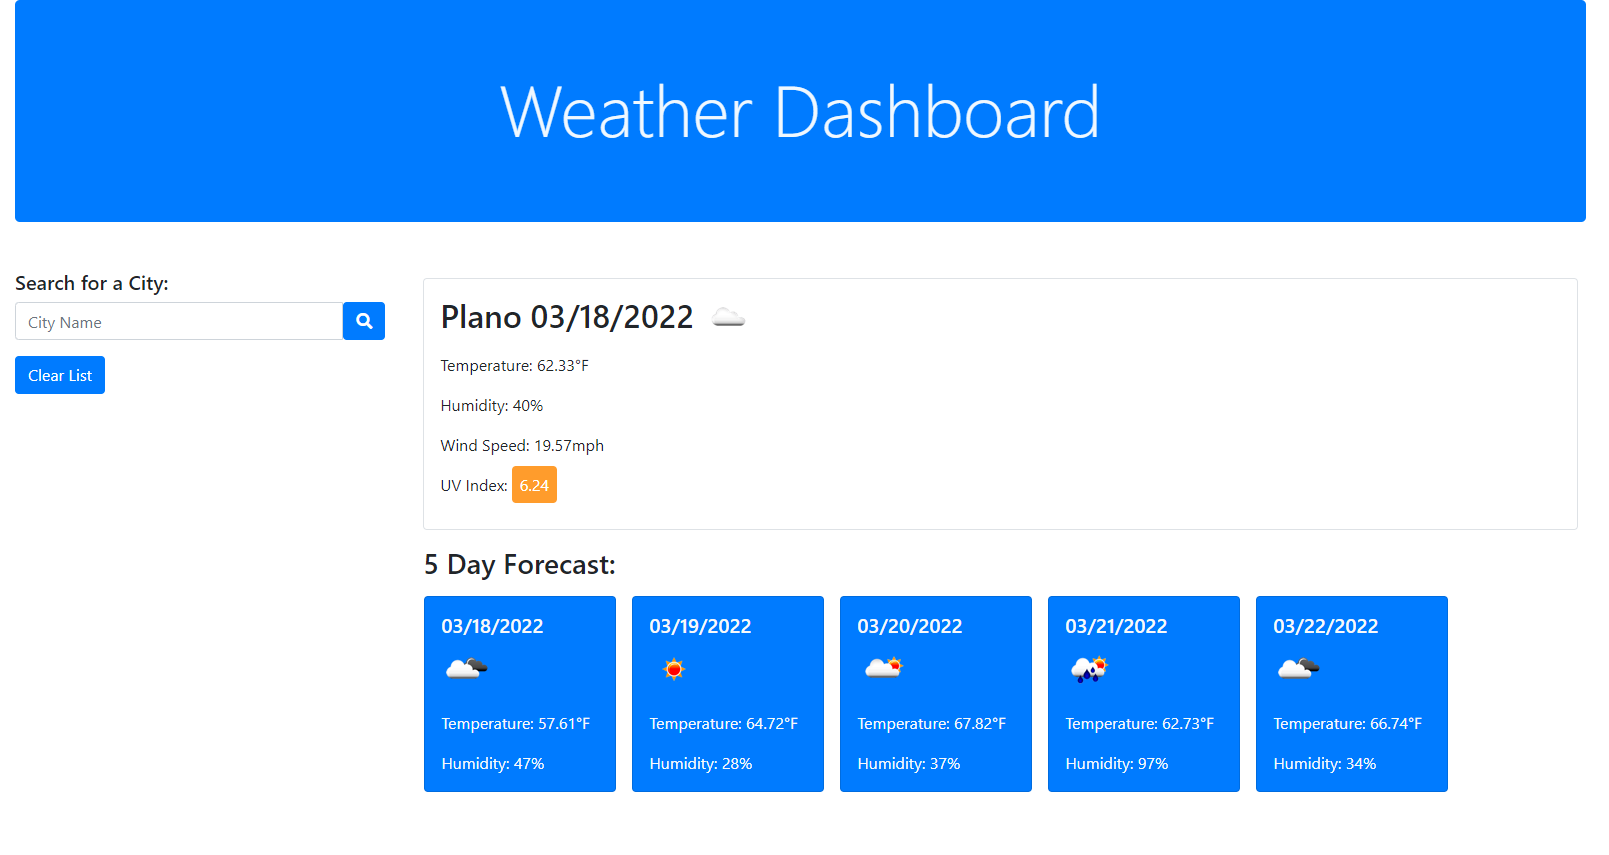 Weather Dashboard
Search for a City:
City Name
Clear List
Plano 03/18/2022
Temperature: 62.33°F
Humidity: 40%
Wind Speed: 19.57mph
UV Index: 6.24
5 Day Forecast:
03/18/2022
Temperature: 57.61°F
Humidity: 47%
03/19/2022
Temperature: 64.72°F
Humidity: 28%
03/20/2022
Temperature: 67.82°F
Humidity: 37%
03/21/2022
Temperature: 62.73°F
Humidity: 97%
03/22/2022
Temperature: 66.74°F
Humidity: 34%